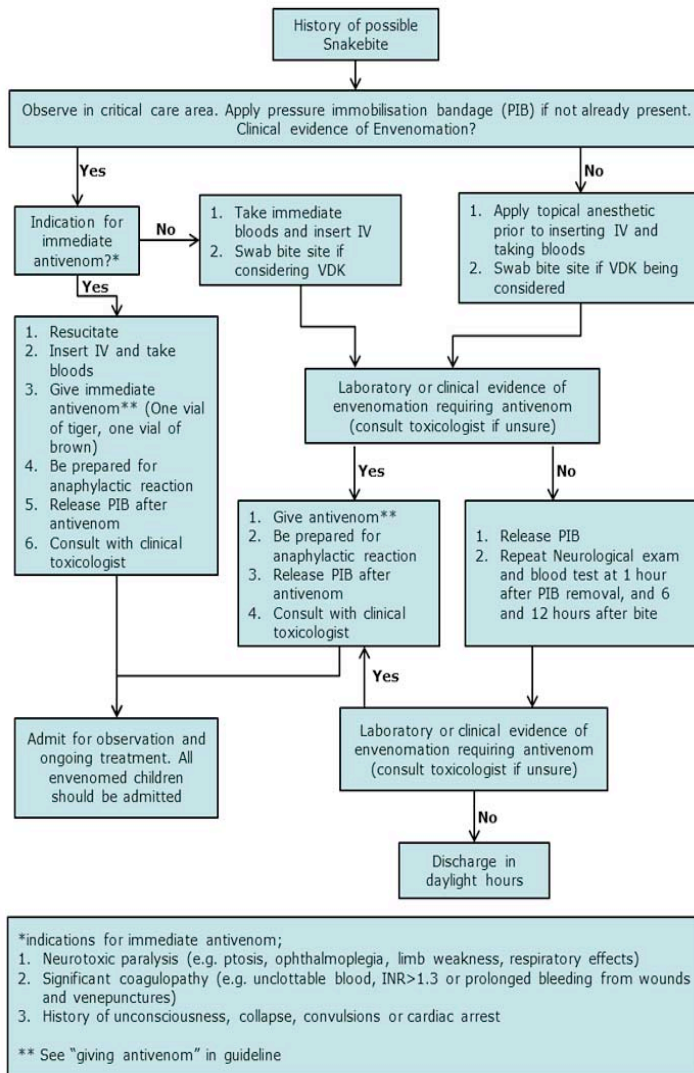 History of possible
Snakebite
Observe in critical care area. Apply pressure immobilisation bandage (PIB) if not already present.
Clinical evidence of Envenomation?
Yes
No
Indication for
immediate
antivenom?*
No
1. Take immediate
bloods and insert IV
2. Swab bite site if
considering VDK
1. Apply topical anesthetic
prior to inserting IV and
taking bloods
2. Swab bite site if VDK being
considered
Yes
1. Resucitate
2. Insert IV and take
bloods
3. Give immediate
antivenom** (One vial
of tiger, one vial of
brown)
4. Be prepared for
anaphylactic reaction
5. Release PIB after
antivenom
6. Consult with clinical
toxicologist
Laboratory or clinical evidence of
envenomation requiring antivenom
(consult toxicologist if unsure)
Yes
No
1. Give antivenom**
2. Be prepared for
anaphylactic reaction
3. Release PIB after
antivenom
4. Consult with clinical
toxicologist
1. Release PIB
2. Repeat Neurological exam
and blood test at 1 hour
after PIB removal, and 6
and 12 hours after bite
Yes
Admit for observation and
ongoing treatment. All
envenomed children
should be admitted
Laboratory or clinical evidence of
envenomation requiring antivenom
(consult toxicologist if unsure)
No
Discharge in
daylight hours
*indications for immediate antivenom;
1. Neurotoxic paralysis (e.g. ptosis, ophthalmoplegia, limb weakness, respiratory effects)
2. Significant coagulopathy (e.g. unclottable blood, INR>1.3 or prolonged bleeding from wounds
and venepunctures)
3. History of unconsciousness, collapse, convulsions or cardiac arrest
** See "giving antivenom" in guideline